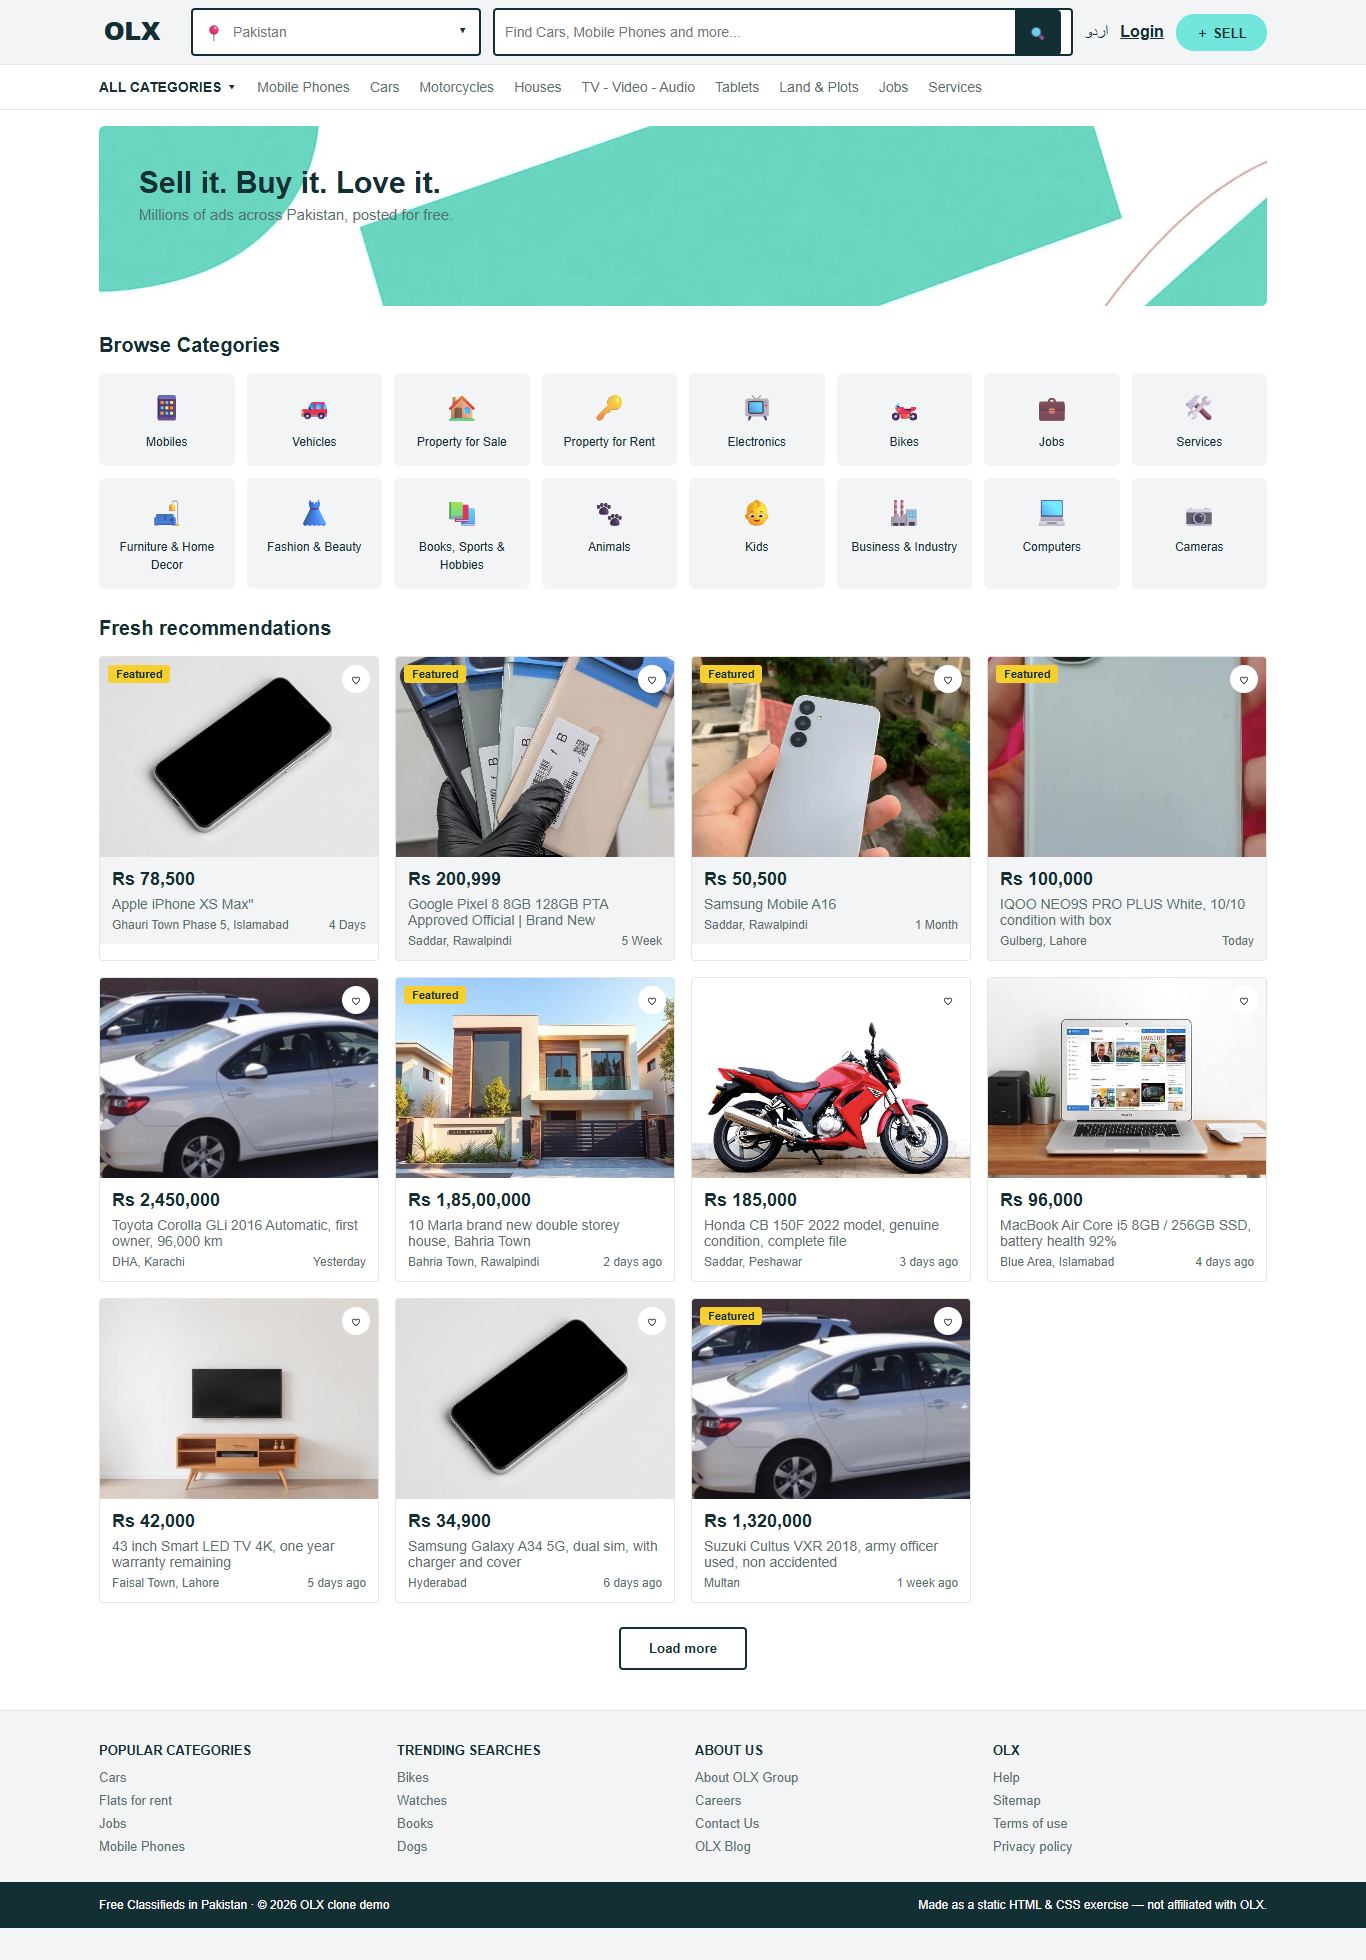 OLX
Pakistan
Find Cars, Mobile Phones and more...
اردو
Login
+ SELL
ALL CATEGORIES
Mobile Phones
Cars
Motorcycles
Houses
TV - Video - Audio
Tablets
Land & Plots
Jobs
Services
Sell it. Buy it. Love it.
Millions of ads across Pakistan, posted for free.
Browse Categories
Mobiles
Vehicles
Property for Sale
Property for Rent
Electronics
Bikes
Jobs
Services
Furniture & Home
Decor
Fashion & Beauty
Books, Sports &
Hobbies
Animals
Kids
Business & Industry
Computers
Cameras
Fresh recommendations
Featured
Rs 78,500
Apple iPhone XS Max"
Ghauri Town Phase 5, Islamabad
4 Days
Featured
Rs 200,999
Google Pixel 8 8GB 128GB PTA
Approved Official | Brand New
Saddar, Rawalpindi
5 Week
Featured
Rs 50,500
Samsung Mobile A16
Saddar, Rawalpindi
1 Month
Featured
Rs 100,000
IQOO NEO9S PRO PLUS White, 10/10
condition with box
Gulberg, Lahore
Today
Rs 2,450,000
Toyota Corolla GLi 2016 Automatic, first
owner, 96,000 km
DHA, Karachi
Yesterday
Featured
Rs 1,85,00,000
10 Marla brand new double storey
house, Bahria Town
Bahria Town, Rawalpindi
2 days ago
Rs 185,000
Honda CB 150F 2022 model, genuine
condition, complete file
Saddar, Peshawar
3 days ago
Rs 96,000
MacBook Air Core i5 8GB / 256GB SSD,
battery health 92%
Blue Area, Islamabad
4 days ago
Rs 42,000
43 inch Smart LED TV 4K, one year
warranty remaining
Faisal Town, Lahore
5 days ago
Rs 34,900
Samsung Galaxy A34 5G, dual sim, with
charger and cover
Hyderabad
6 days ago
Featured
Rs 1,320,000
Suzuki Cultus VXR 2018, army officer
used, non accidented
Multan
1 week ago
Load more
POPULAR CATEGORIES
Cars
Flats for rent
Jobs
Mobile Phones
TRENDING SEARCHES
Bikes
Watches
Books
Dogs
ABOUT US
About OLX Group
Careers
Contact Us
OLX Blog
OLX
Help
Sitemap
Terms of use
Privacy policy
Free Classifieds in Pakistan · © 2026 OLX clone demo
Made as a static HTML & CSS exercise — not affiliated with OLX.